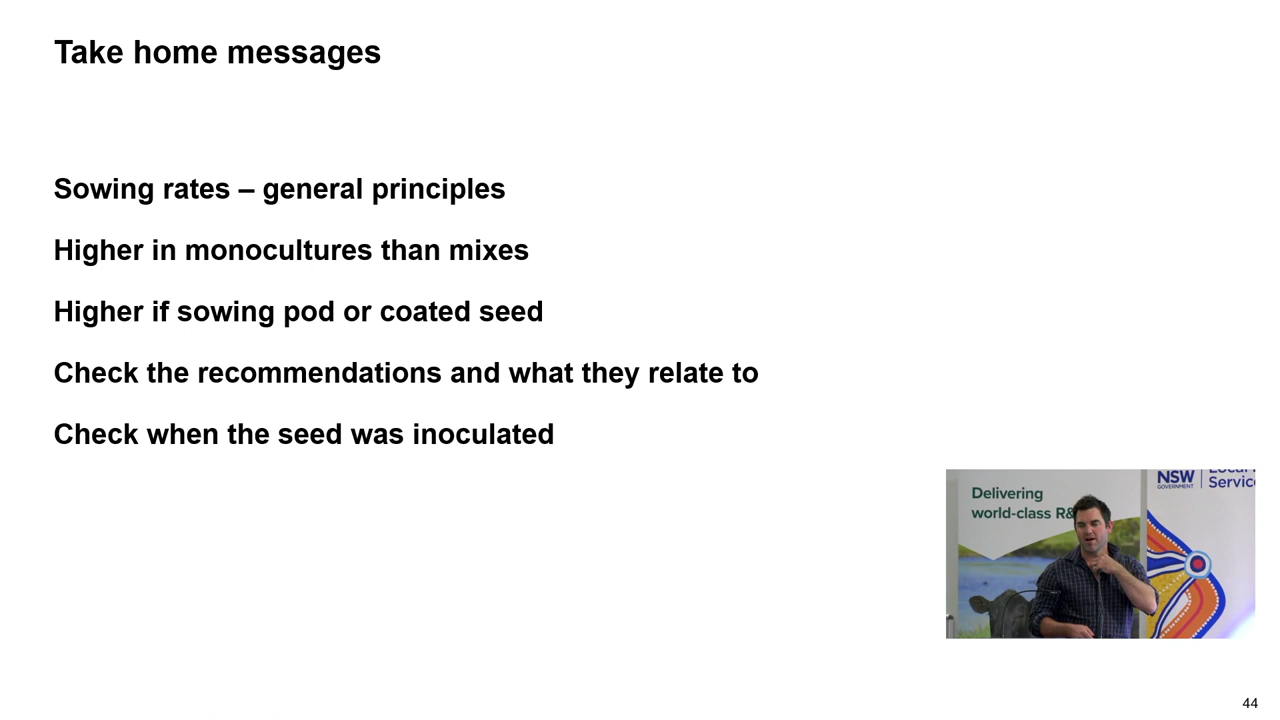 Take home messages
Sowing rates – general principles
Higher in monocultures than mixes
Higher if sowing pod or coated seed
Check the recommendations and what they relate to
Check when the seed was inoculated
Delivering
world-class R&
NSW
GOVERNMENT
Local
Service
44